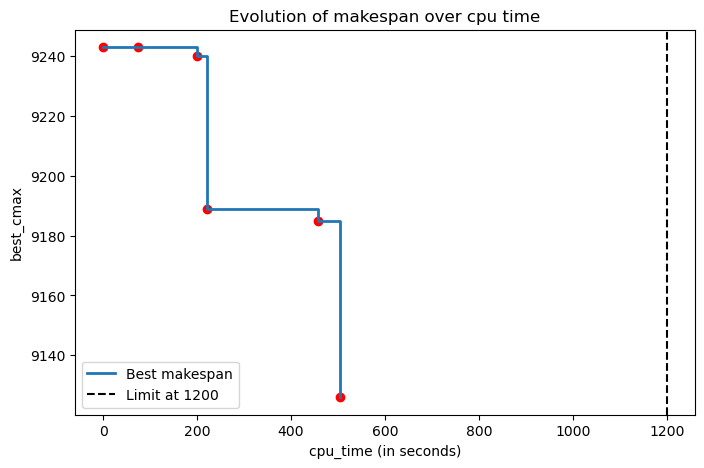 Evolution of makespan over cpu time
best_cmax
9240
9220
9200
9180
9160
9140
Best makespan
Limit at 1200
0
200
400
600
800
1000
1200
cpu_time (in seconds)